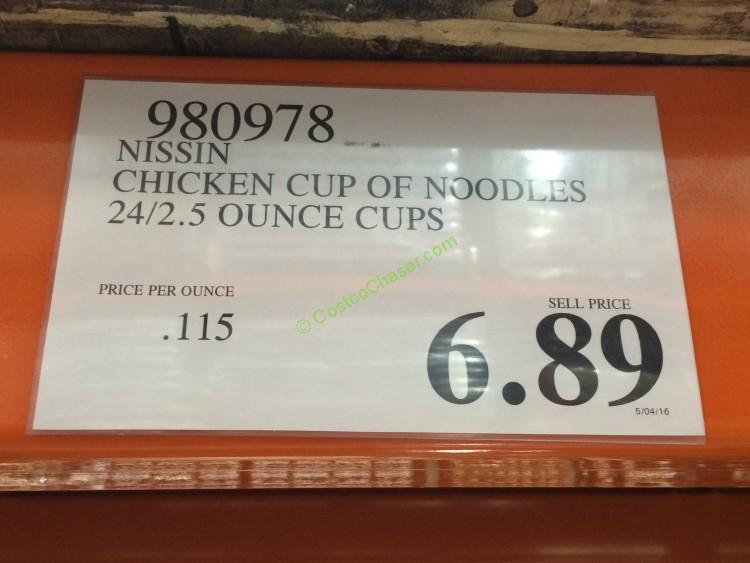 980978
NISSIN
CHICKEN CUP OF NOODLES
24/2.5 OUNCE CUPS
© CostcoChaser.com
PRICE PER OUNCE
.115
SELL PRICE
6.89
5/04/16